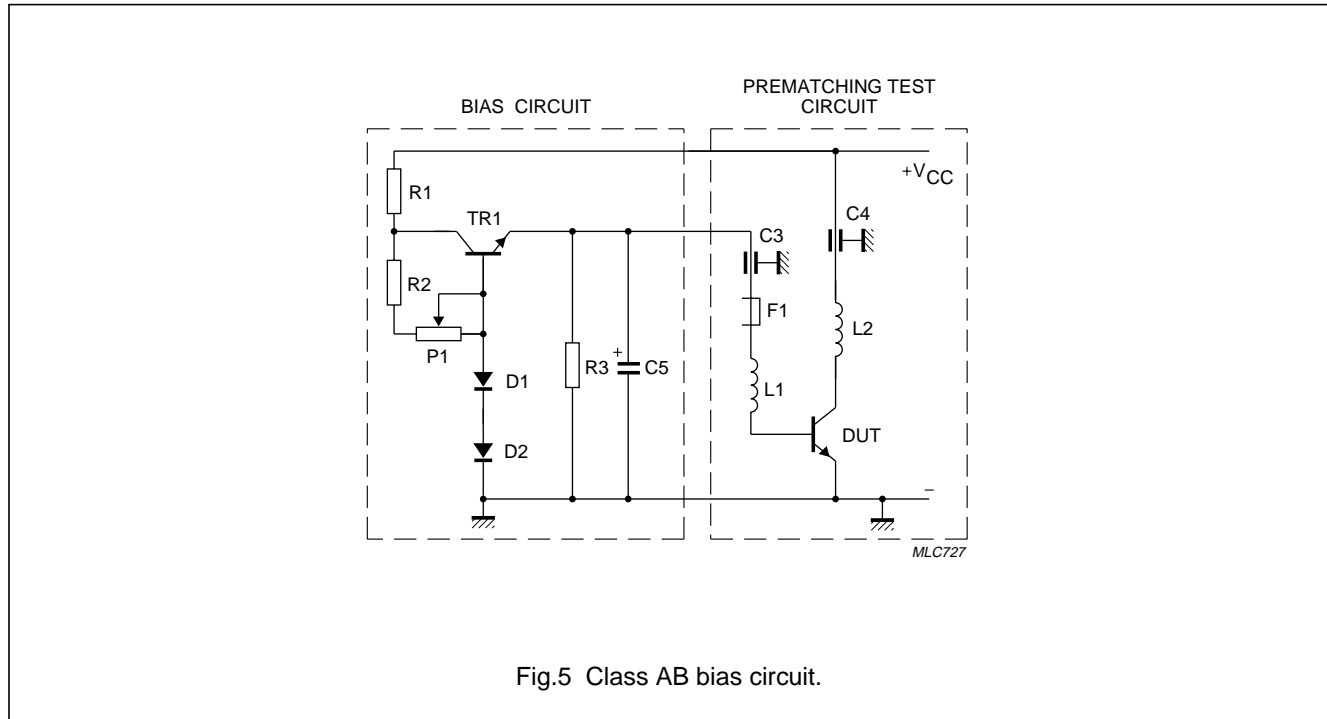 BIAS CIRCUIT
PREMATCHING TEST
CIRCUIT
+VCC
R1
TR1
C4
C3
R2
F1
L2
P1
+
R3
C5
D1
L1
D2
DUT
–
MLC727
Fig.5 Class AB bias circuit.